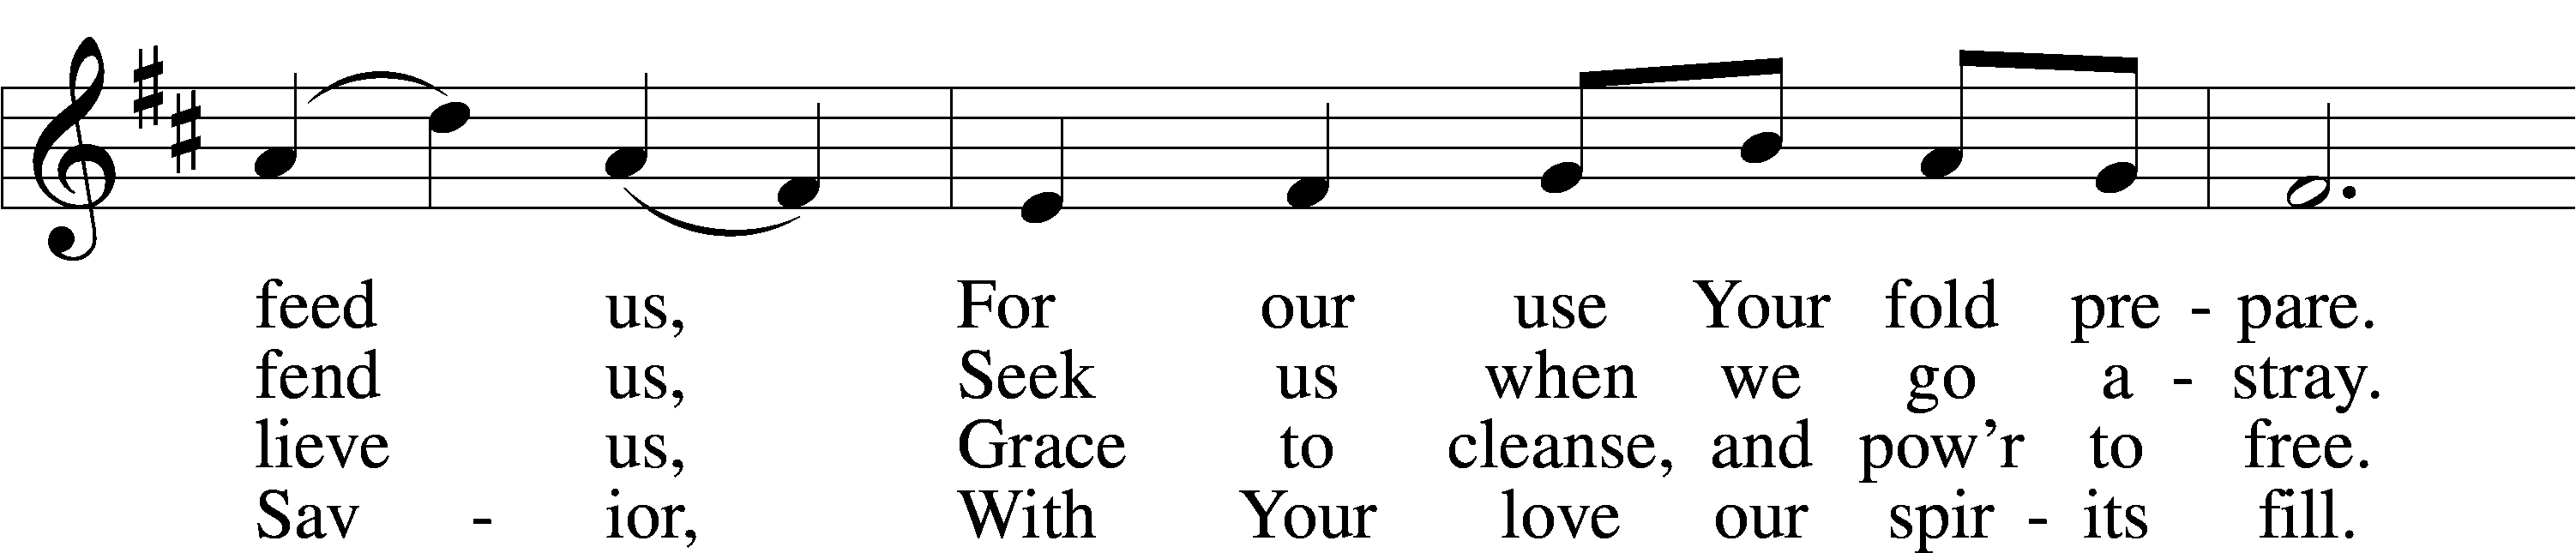 feed us, For our use Your fold pre - pare.
fend us, Seek us when we go a - stray.
lieve us, Grace to cleanse, and pow'r to free.
Sav - ior, With Your love our spir - its fill.